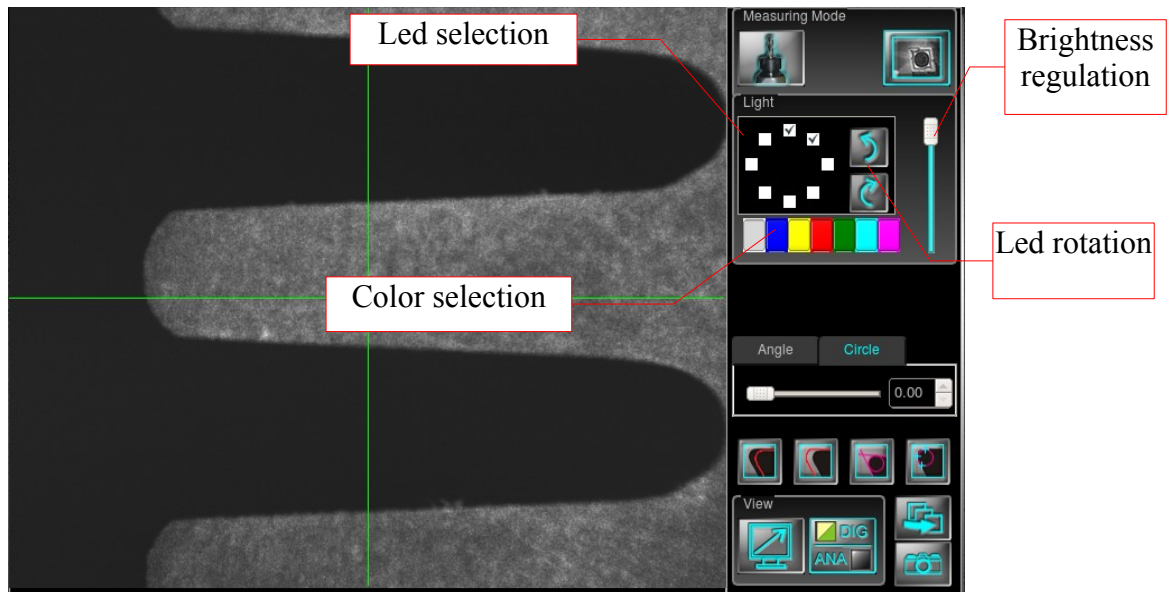 Measuring Mode
Led selection
Brightness
regulation
Light
Led rotation
Color selection
Angle
Circle
0.00
View
DIG
ANA